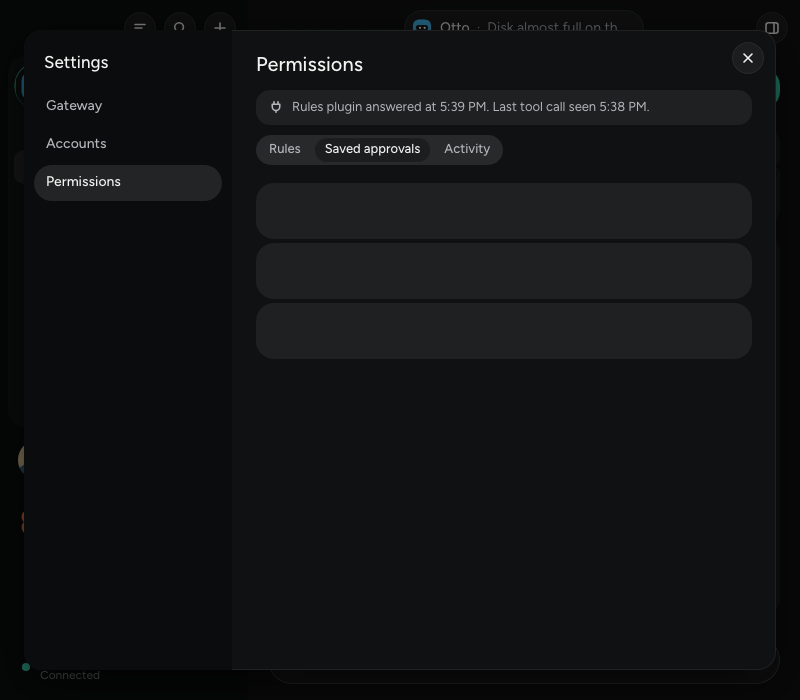 Otto · Disk almost full on th
Settings
Gateway
Accounts
Permissions
Permissions
Rules plugin answered at 5:39 PM. Last tool call seen 5:38 PM.
Rules Saved approvals Activity
Connected